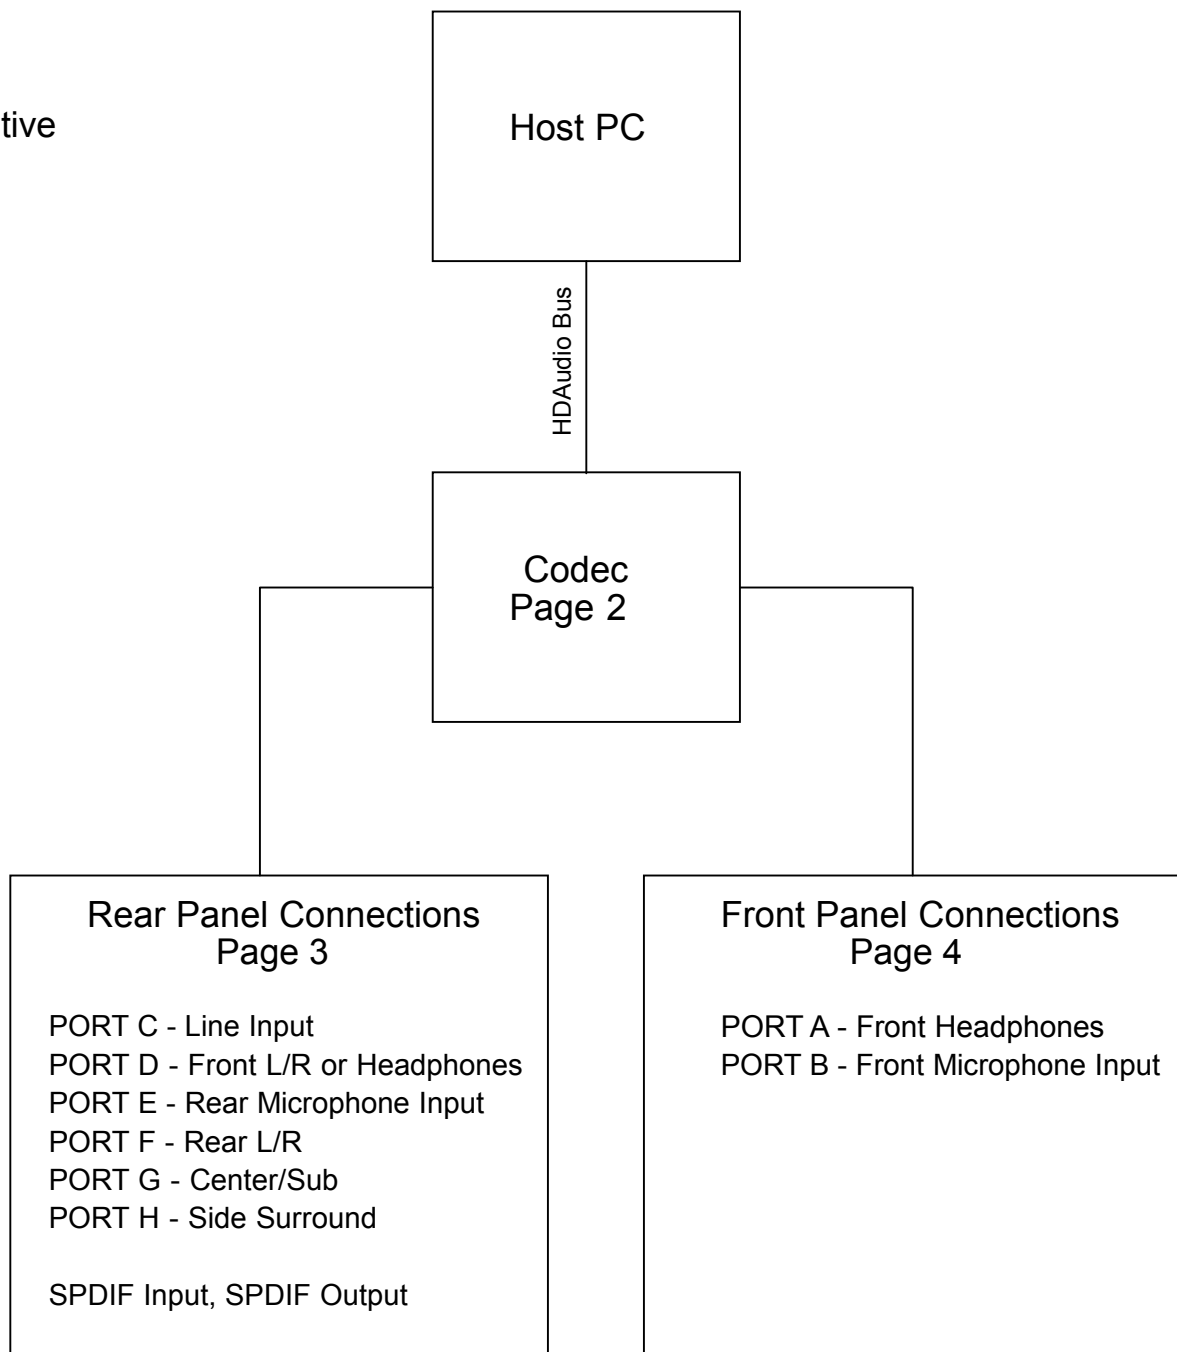 tive
Host PC
HDAudio Bus
Codec
Page 2
Rear Panel Connections
Page 3
PORT C - Line Input
PORT D - Front L/R or Headphones
PORT E - Rear Microphone Input
PORT F - Rear L/R
PORT G - Center/Sub
PORT H - Side Surround
SPDIF Input, SPDIF Output
Front Panel Connections
Page 4
PORT A - Front Headphones
PORT B - Front Microphone Input